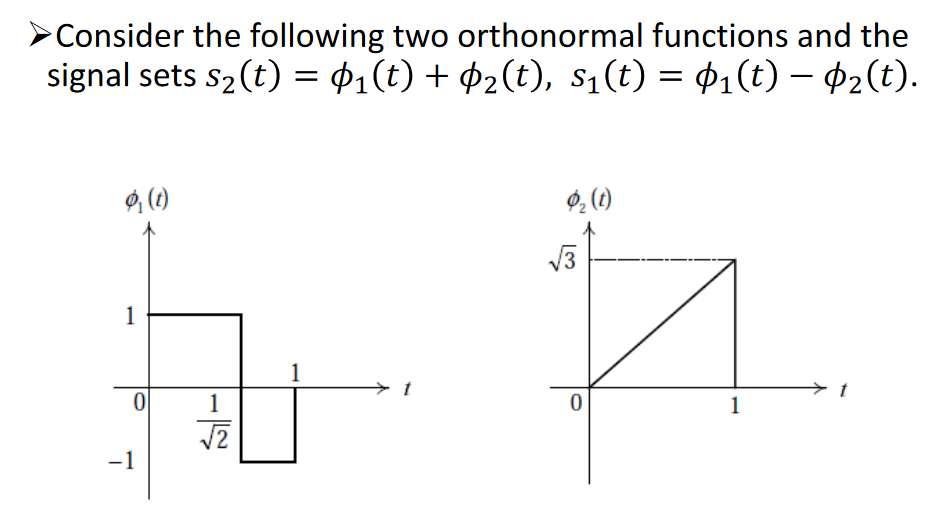 ➢Consider the following two orthonormal functions and the
signal sets s₂(t) = ϕ₁(t) + ϕ₂(t), s₁(t) = ϕ₁(t) − ϕ₂(t).
ϕ₁(t)
1
0
1/√2
1
t
−1
ϕ₂(t)
√3
0
1
t